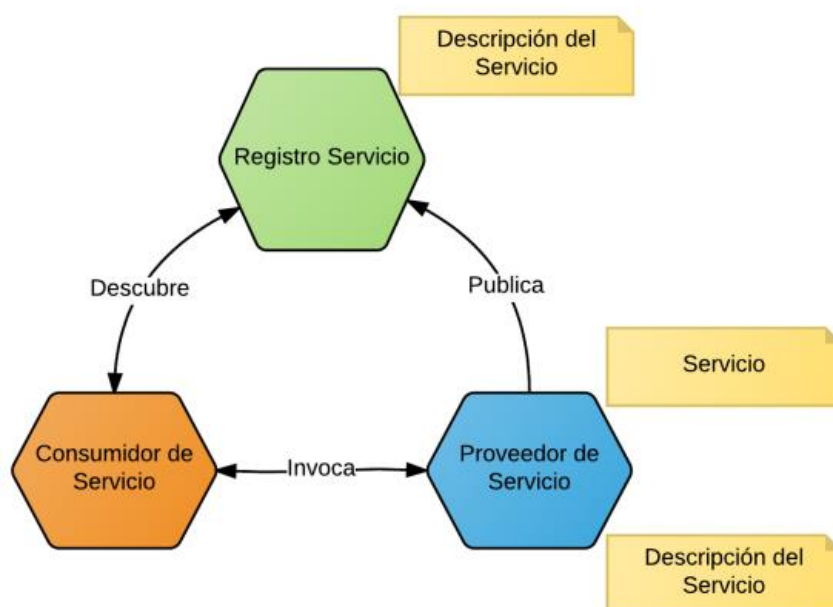 Descripción del
Servicio
Registro Servicio
Descubre
Publica
Servicio
Consumidor de
Servicio
Invoca
Proveedor de
Servicio
Descripción del
Servicio